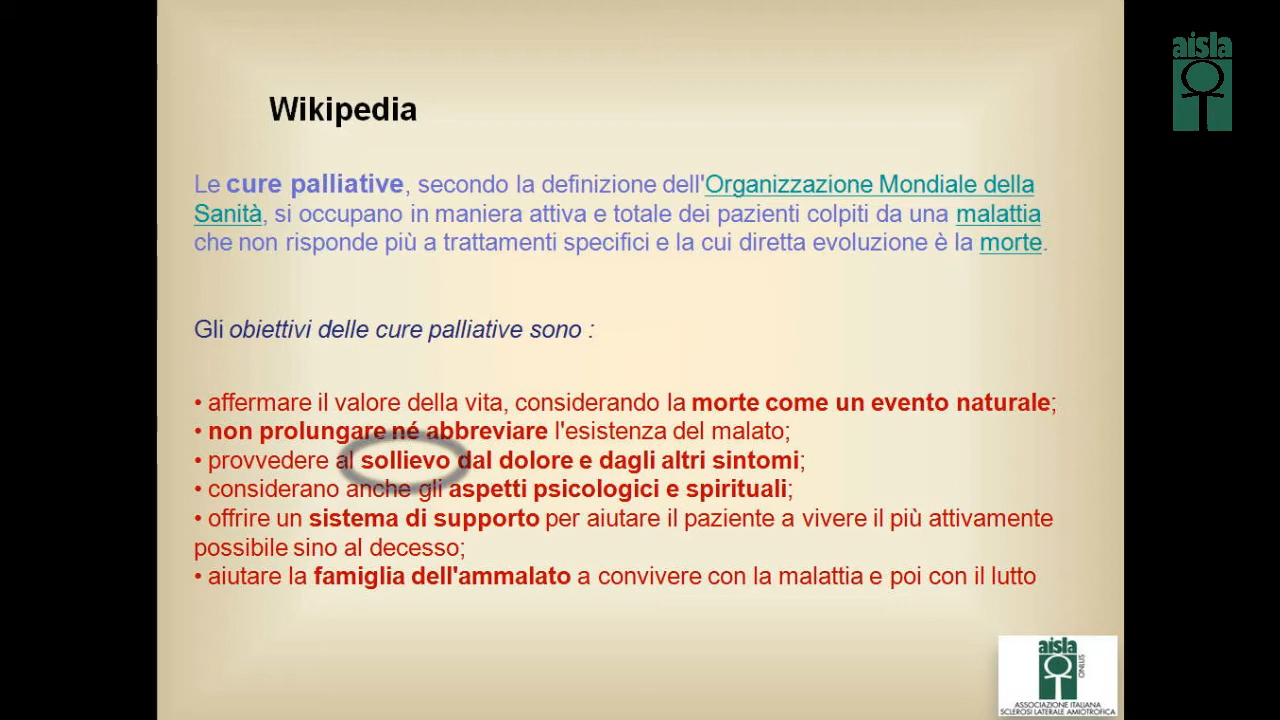 aisla
Wikipedia
Le cure palliative, secondo la definizione dell'Organizzazione Mondiale della
Sanità, si occupano in maniera attiva e totale dei pazienti colpiti da una malattia
che non risponde più a trattamenti specifici e la cui diretta evoluzione è la morte.
Gli obiettivi delle cure palliative sono :
• affermare il valore della vita, considerando la morte come un evento naturale;
• non prolungare né abbreviare l'esistenza del malato;
• provvedere al sollievo dal dolore e dagli altri sintomi;
• considerano anche gli aspetti psicologici e spirituali;
• offrire un sistema di supporto per aiutare il paziente a vivere il più attivamente
possibile sino al decesso;
• aiutare la famiglia dell'ammalato a convivere con la malattia e poi con il lutto
aisla
ONLUS
ASSOCIAZIONE ITALIANA
SCLEROSI LATERALE AMIOTROFICA